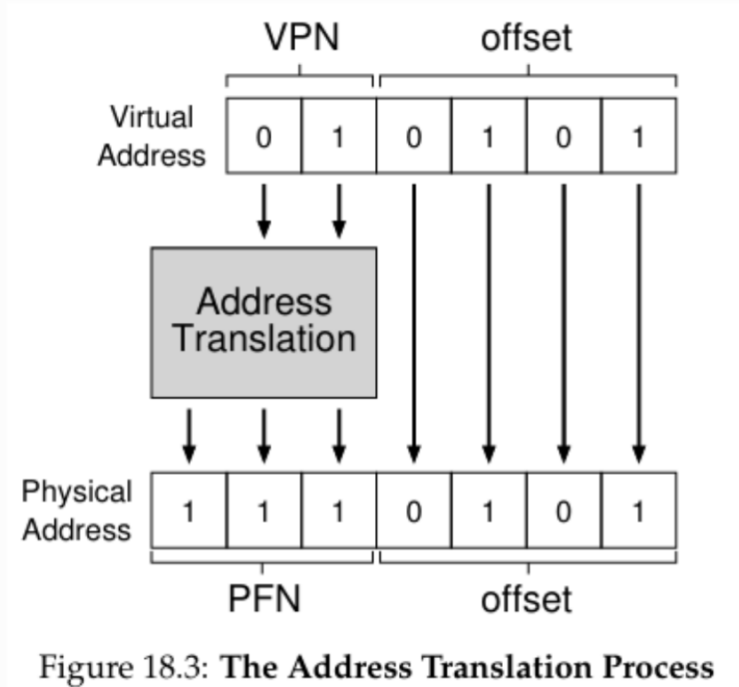 VPN offset
Virtual
Address
0 1 0 1 0 1
Address
Translation
Physical
Address
1 1 1 0 1 0 1
PFN offset
Figure 18.3: The Address Translation Process